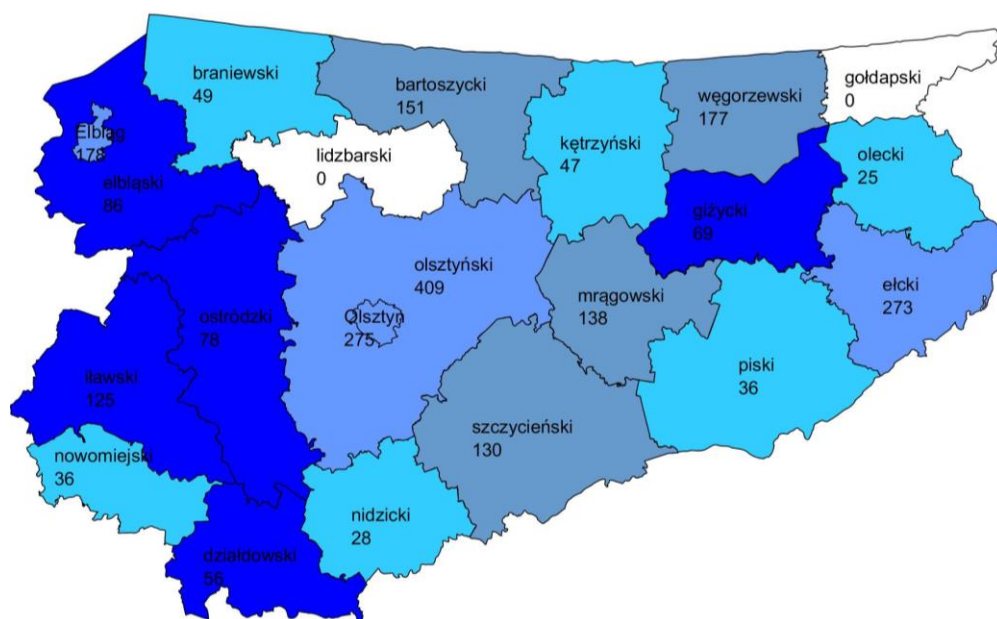 braniewski
49
bartoszycki
151
węgorzewski
177
gołdapski
0
Elbląg
178
lidzbarski
0
kętrzyński
47
olecki
25
elbląski
86
giżycki
69
olsztyński
409
mrągowski
138
ełcki
273
ostródzki
78
Olsztyn
275
piski
36
iławski
125
szczycieński
130
nowomiejski
36
nidzicki
28
działdowski
56